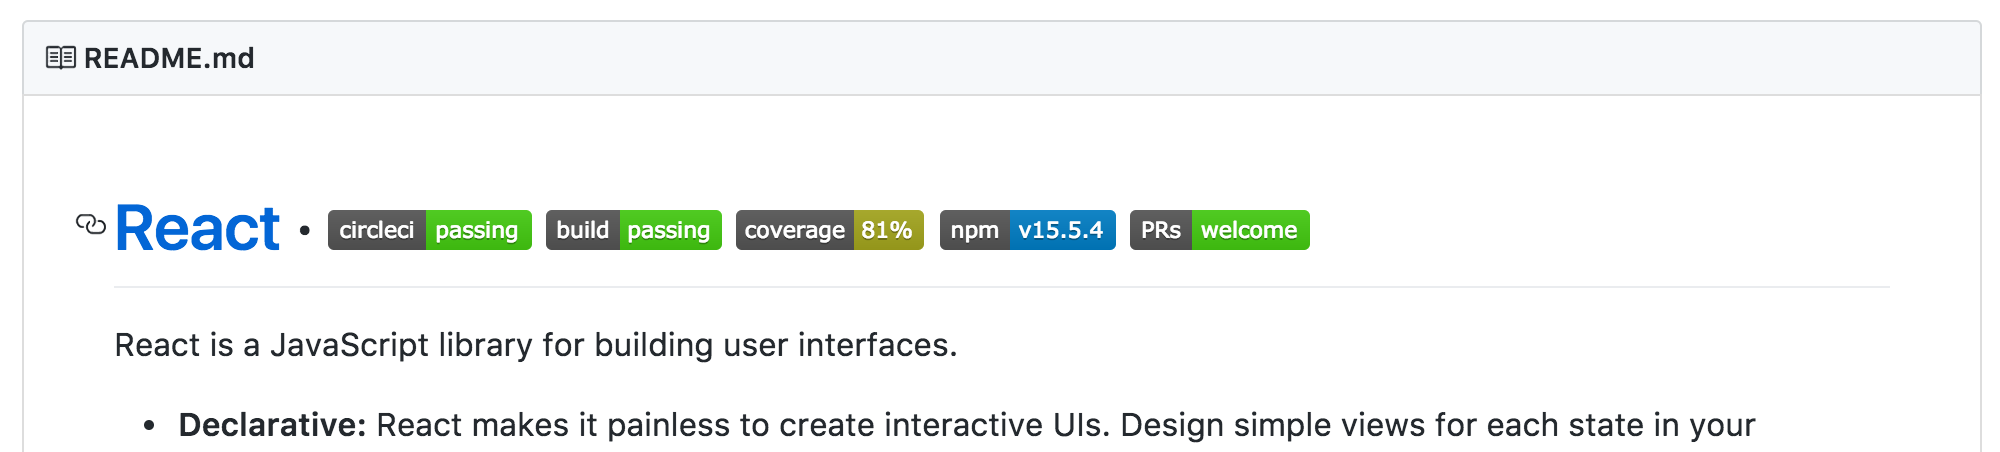 README.md
React • circleci passing build passing coverage 81% npm v15.5.4 PRs welcome
React is a JavaScript library for building user interfaces.
• Declarative: React makes it painless to create interactive UIs. Design simple views for each state in your